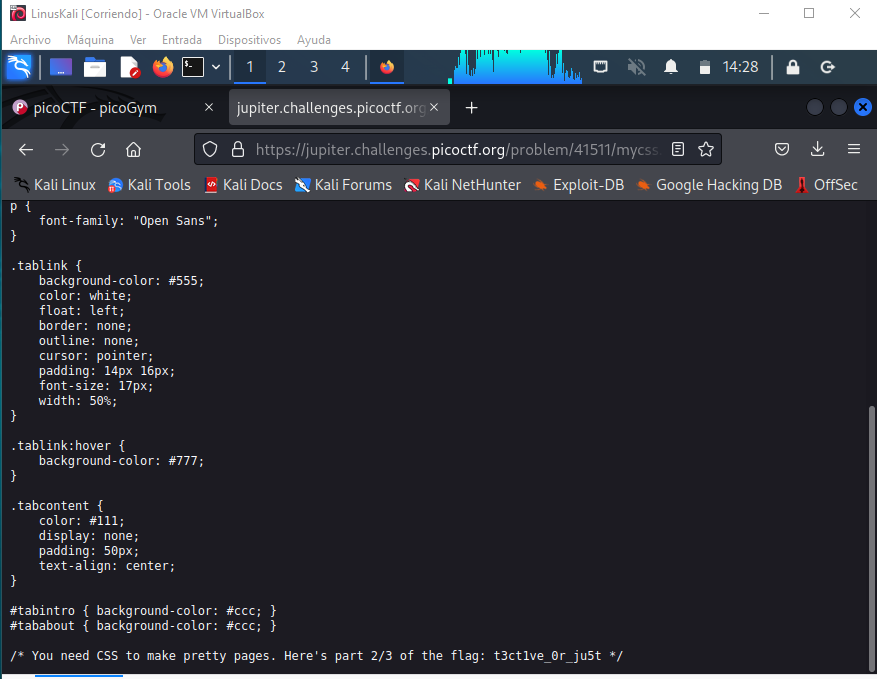 LinusKali [Corriendo] - Oracle VM VirtualBox
Archivo Máquina Ver Entrada Dispositivos Ayuda
1 2 3 4 14:28
picoCTF - picoGym jupiter.challenges.picoctf.org
https://jupiter.challenges.picoctf.org/problem/41511/mycss.
Kali Linux Kali Tools Kali Docs Kali Forums Kali NetHunter Exploit-DB Google Hacking DB OffSec
p {
    font-family: "Open Sans";
}
.tablink {
    background-color: #555;
    color: white;
    float: left;
    border: none;
    outline: none;
    cursor: pointer;
    padding: 14px 16px;
    font-size: 17px;
    width: 50%;
}
.tablink:hover {
    background-color: #777;
}
.tabcontent {
    color: #111;
    display: none;
    padding: 50px;
    text-align: center;
}
#tabintro { background-color: #ccc; }
#tababout { background-color: #ccc; }
/* You need CSS to make pretty pages. Here's part 2/3 of the flag: t3ct1ve_0r_ju5t */